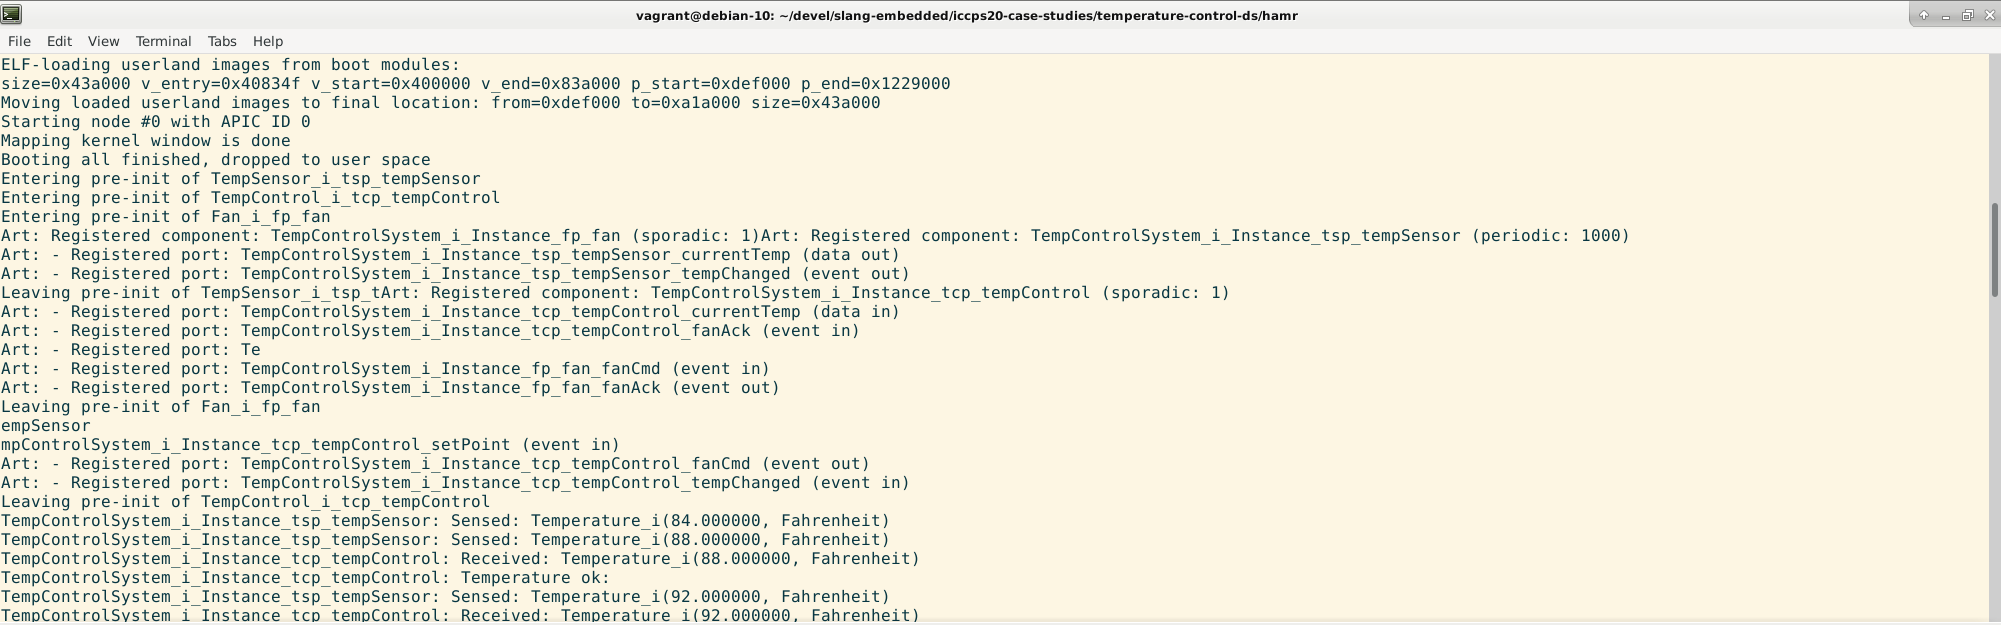 vagrant@debian-10: ~/devel/slang-embedded/iccps20-case-studies/temperature-control-ds/hamr
File Edit View Terminal Tabs Help
ELF-loading userland images from boot modules:
size=0x43a000 v_entry=0x40834f v_start=0x400000 v_end=0x83a000 p_start=0xdef000 p_end=0x1229000
Moving loaded userland images to final location: from=0xdef000 to=0xa1a000 size=0x43a000
Starting node #0 with APIC ID 0
Mapping kernel window is done
Booting all finished, dropped to user space
Entering pre-init of TempSensor_i_tsp_tempSensor
Entering pre-init of TempControl_i_tcp_tempControl
Entering pre-init of Fan_i_fp_fan
Art: Registered component: TempControlSystem_i_Instance_fp_fan (sporadic: 1)Art: Registered component: TempControlSystem_i_Instance_tsp_tempSensor (periodic: 1000)
Art: - Registered port: TempControlSystem_i_Instance_tsp_tempSensor_currentTemp (data out)
Art: - Registered port: TempControlSystem_i_Instance_tsp_tempSensor_tempChanged (event out)
Leaving pre-init of TempSensor_i_tsp_tArt: Registered component: TempControlSystem_i_Instance_tcp_tempControl (sporadic: 1)
Art: - Registered port: TempControlSystem_i_Instance_tcp_tempControl_currentTemp (data in)
Art: - Registered port: TempControlSystem_i_Instance_tcp_tempControl_fanAck (event in)
Art: - Registered port: Te
Art: - Registered port: TempControlSystem_i_Instance_fp_fan_fanCmd (event in)
Art: - Registered port: TempControlSystem_i_Instance_fp_fan_fanAck (event out)
Leaving pre-init of Fan_i_fp_fan
empSensor
mpControlSystem_i_Instance_tcp_tempControl_setPoint (event in)
Art: - Registered port: TempControlSystem_i_Instance_tcp_tempControl_fanCmd (event out)
Art: - Registered port: TempControlSystem_i_Instance_tcp_tempControl_tempChanged (event in)
Leaving pre-init of TempControl_i_tcp_tempControl
TempControlSystem_i_Instance_tsp_tempSensor: Sensed: Temperature_i(84.000000, Fahrenheit)
TempControlSystem_i_Instance_tsp_tempSensor: Sensed: Temperature_i(88.000000, Fahrenheit)
TempControlSystem_i_Instance_tcp_tempControl: Received: Temperature_i(88.000000, Fahrenheit)
TempControlSystem_i_Instance_tcp_tempControl: Temperature ok:
TempControlSystem_i_Instance_tsp_tempSensor: Sensed: Temperature_i(92.000000, Fahrenheit)
TempControlSystem_i_Instance_tcp_tempControl: Received: Temperature_i(92.000000, Fahrenheit)